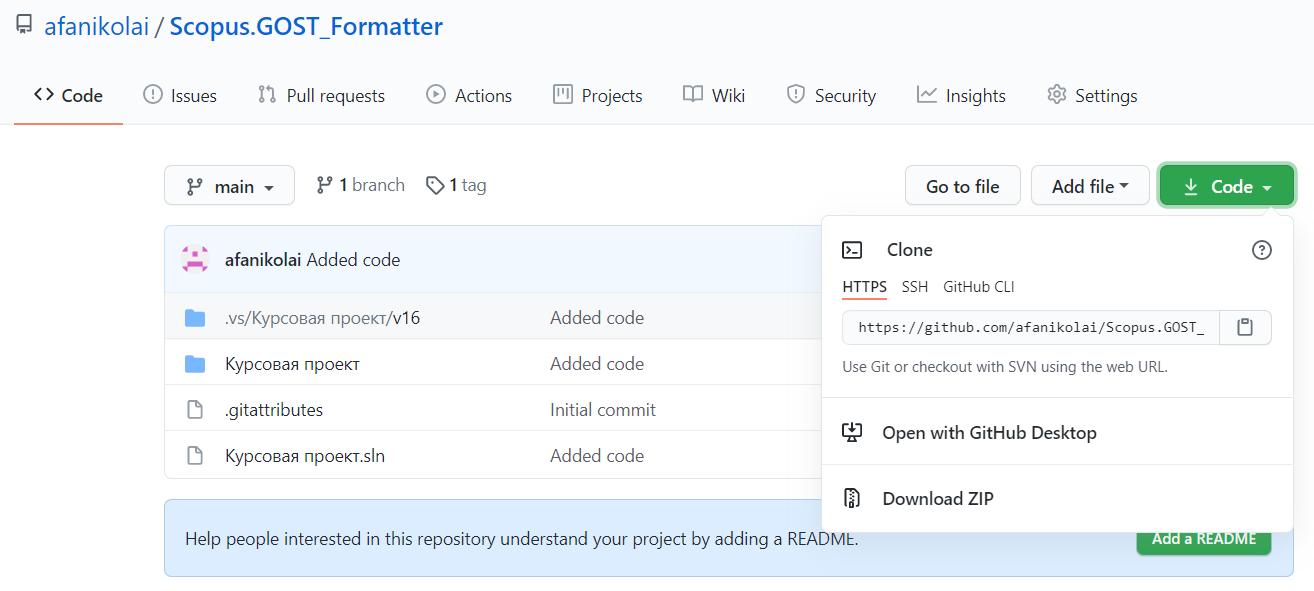 afanikolai / Scopus.GOST_Formatter
Code Issues Pull requests Actions Projects Wiki Security Insights Settings
main 1 branch 1 tag Go to file Add file Code
afanikolai Added code
.vs/Курсовая проект/v16 Added code
Курсовая проект Added code
.gitattributes Initial commit
Курсовая проект.sln Added code
Clone
HTTPS SSH GitHub CLI
https://github.com/afanikolai/Scopus.GOST_
Use Git or checkout with SVN using the web URL.
Open with GitHub Desktop
Download ZIP
Help people interested in this repository understand your project by adding a README.
Add a README